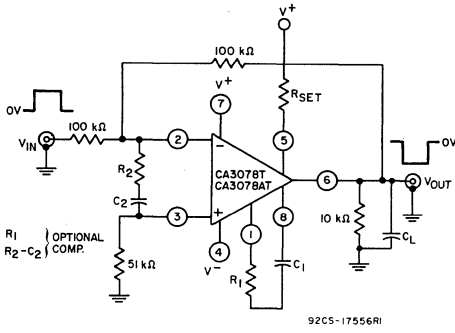 V+
100 kΩ
V+
RSET
0V
7
100 kΩ
5
VIN
2
−
R2
CA3078T
CA3078AT
6
0V
VOUT
C2
3
+
8
1
10 kΩ
CL
R1
R2-C2
} OPTIONAL
COMP.
4
V−
51 kΩ
R1
C1
92CS-17556R1